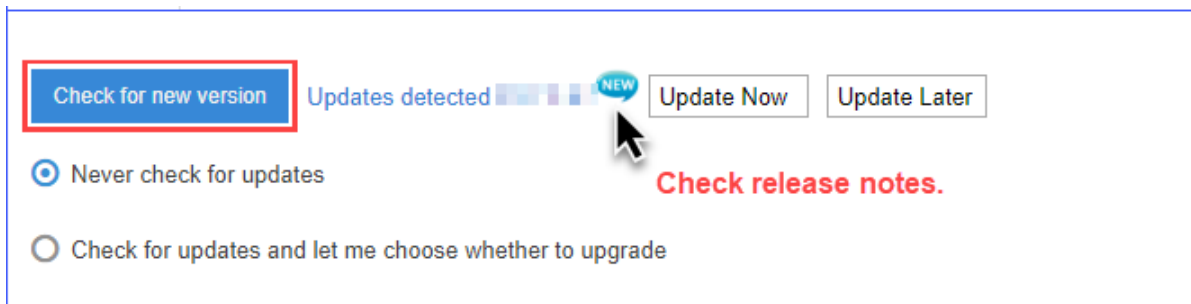 Check for new version Updates detected NEW Update Now Update Later
Never check for updates
Check release notes.
Check for updates and let me choose whether to upgrade